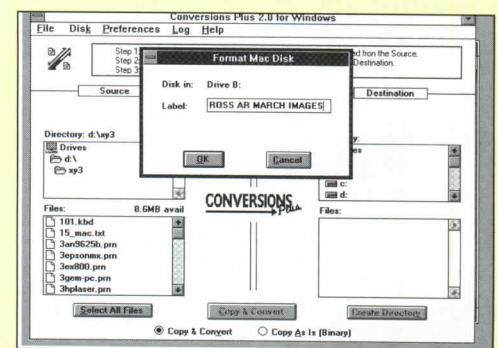 Conversions Plus 2.0 for Windows
File Disk Preferences Log Help
Step 1:
Step 2:
Step 3:
ed from the Source.
Destination.
Format Mac Disk
Disk in: Drive B:
Label: ROSS AR MARCH IMAGES
OK Cancel
Source
Destination
Directory: d:\xy3
Drives
d:\
xy3
y:
es
c:
d:
CONVERSIONS
Plus
Files: 8.6MB avail
101.kbd
15_mac.txt
3an9625b.prn
3epsonmx.prn
3ex800.prn
3gem-pc.prn
3hplaser.prn
Files:
Select All Files
Copy & Convert
Create Directory
Copy & Convert Copy As Is (Binary)